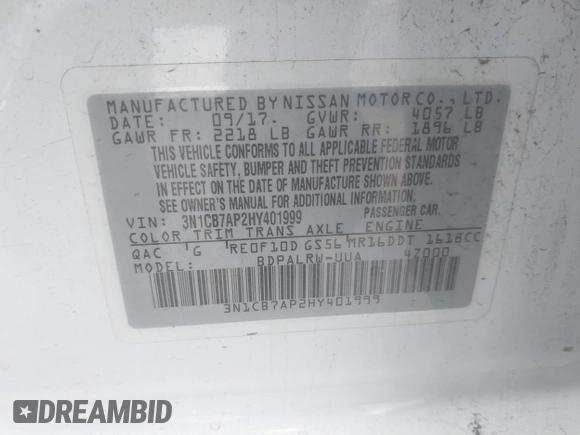 MANUFACTURED BY NISSAN MOTOR CO., LTD.
DATE: 09/17. GVWR: 4057 LB
GAWR FR: 2218 LB GAWR RR: 1896 LB
THIS VEHICLE CONFORMS TO ALL APPLICABLE FEDERAL MOTOR
VEHICLE SAFETY, BUMPER AND THEFT PREVENTION STANDARDS
IN EFFECT ON THE DATE OF MANUFACTURE SHOWN ABOVE.
SEE OWNER'S MANUAL FOR ADDITIONAL INFORMATION.
VIN: 3N1CB7AP2HY401999 PASSENGER CAR.
COLOR TRIM TRANS AXLE ENGINE
QAC G RE0F10D GS56 MR16DDT 1618CC
MODEL: BDPALRW-UUA 47000
3N1CB7AP2HY401999
DREAMBID